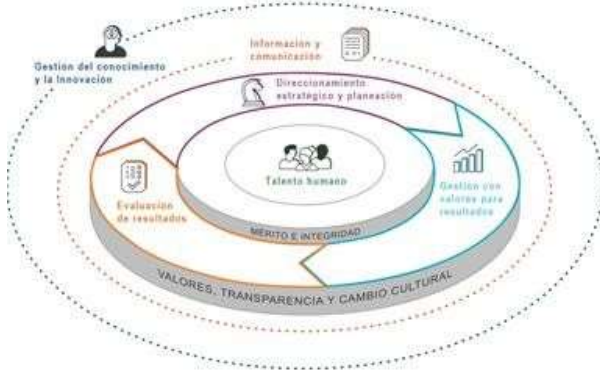 Gestión del conocimiento
y la Innovación
Información y
comunicación
Direccionamiento
estratégico y planeación
Talento humano
Gestión con
valores para
resultados
Evaluación
de resultados
MÉRITO E INTEGRIDAD
VALORES, TRANSPARENCIA Y CAMBIO CULTURAL